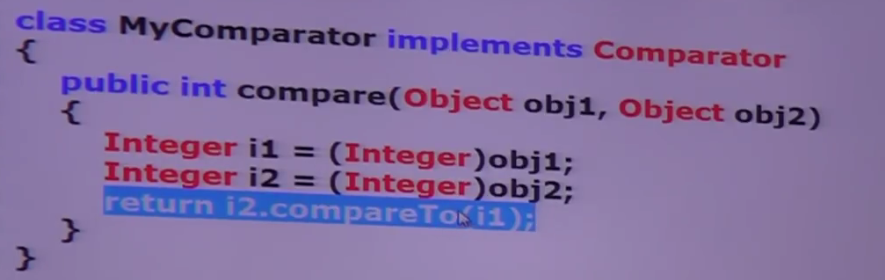 class MyComparator implements Comparator
{
public int compare(Object obj1, Object obj2)
{
Integer i1 = (Integer)obj1;
Integer i2 = (Integer)obj2;
return i2.compareTo(i1);
}
}